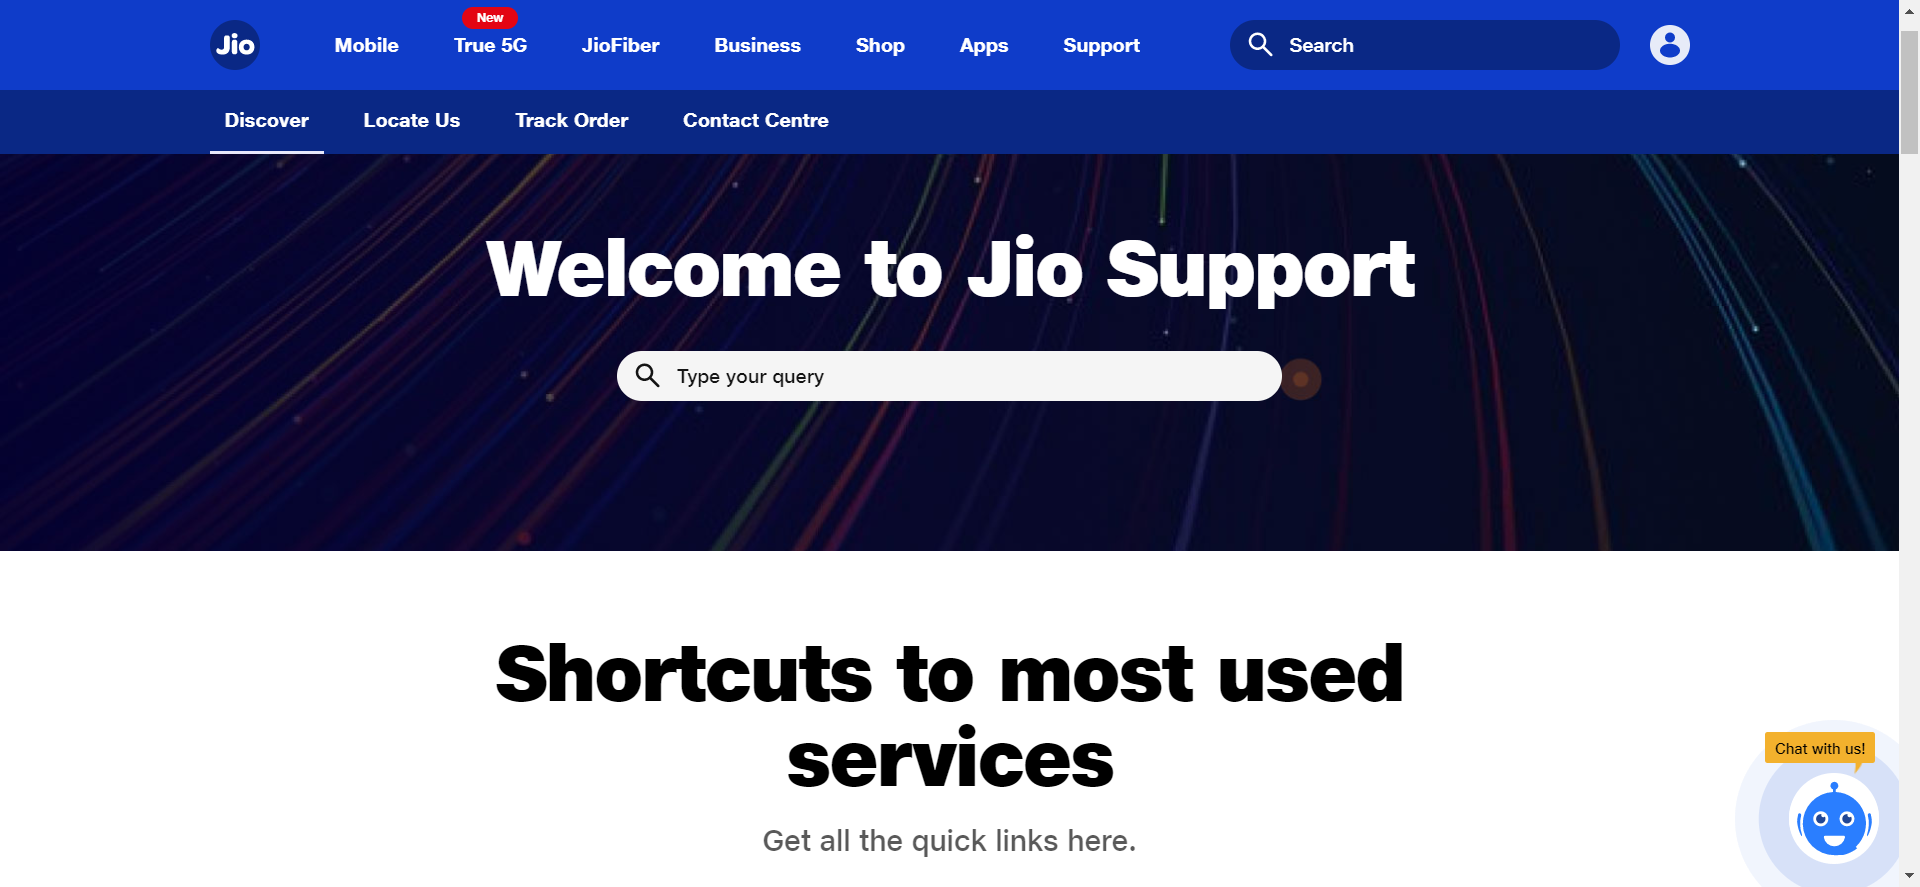 New
Jio Mobile True 5G JioFiber Business Shop Apps Support Search
Discover Locate Us Track Order Contact Centre
Welcome to Jio Support
Type your query
Shortcuts to most used
services
Get all the quick links here.
Chat with us!